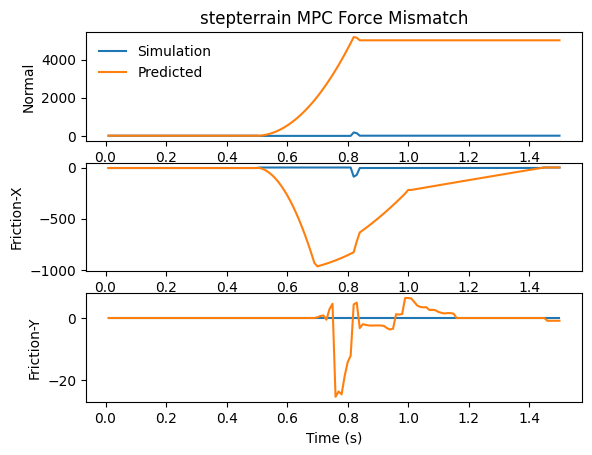 stepterrain MPC Force Mismatch
Simulation
Predicted
Normal
4000
2000
0
0.0 0.2 0.4 0.6 0.8 1.0 1.2 1.4
Friction-X
0
−500
−1000
0.0 0.2 0.4 0.6 0.8 1.0 1.2 1.4
Friction-Y
0
−20
0.0 0.2 0.4 0.6 0.8 1.0 1.2 1.4
Time (s)